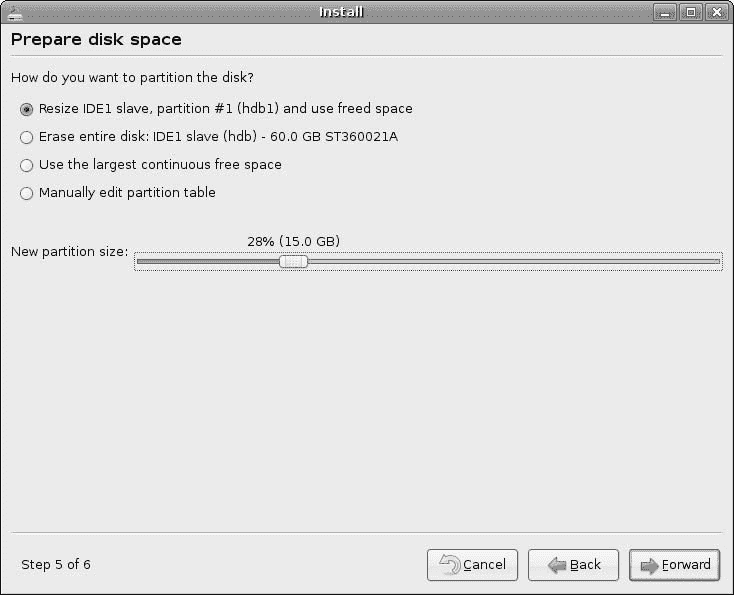 Install
Prepare disk space
How do you want to partition the disk?
Resize IDE1 slave, partition #1 (hdb1) and use freed space
Erase entire disk: IDE1 slave (hdb) - 60.0 GB ST360021A
Use the largest continuous free space
Manually edit partition table
28% (15.0 GB)
New partition size:
Step 5 of 6
Cancel
Back
Forward